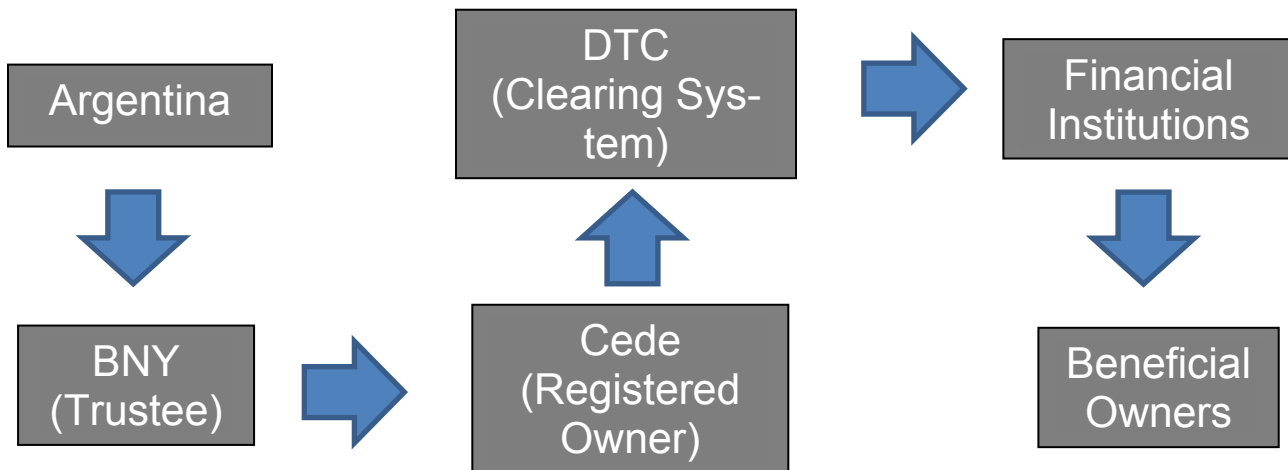 Argentina
BNY
(Trustee)
Cede
(Registered
Owner)
DTC
(Clearing Sys-
tem)
Financial
Institutions
Beneficial
Owners